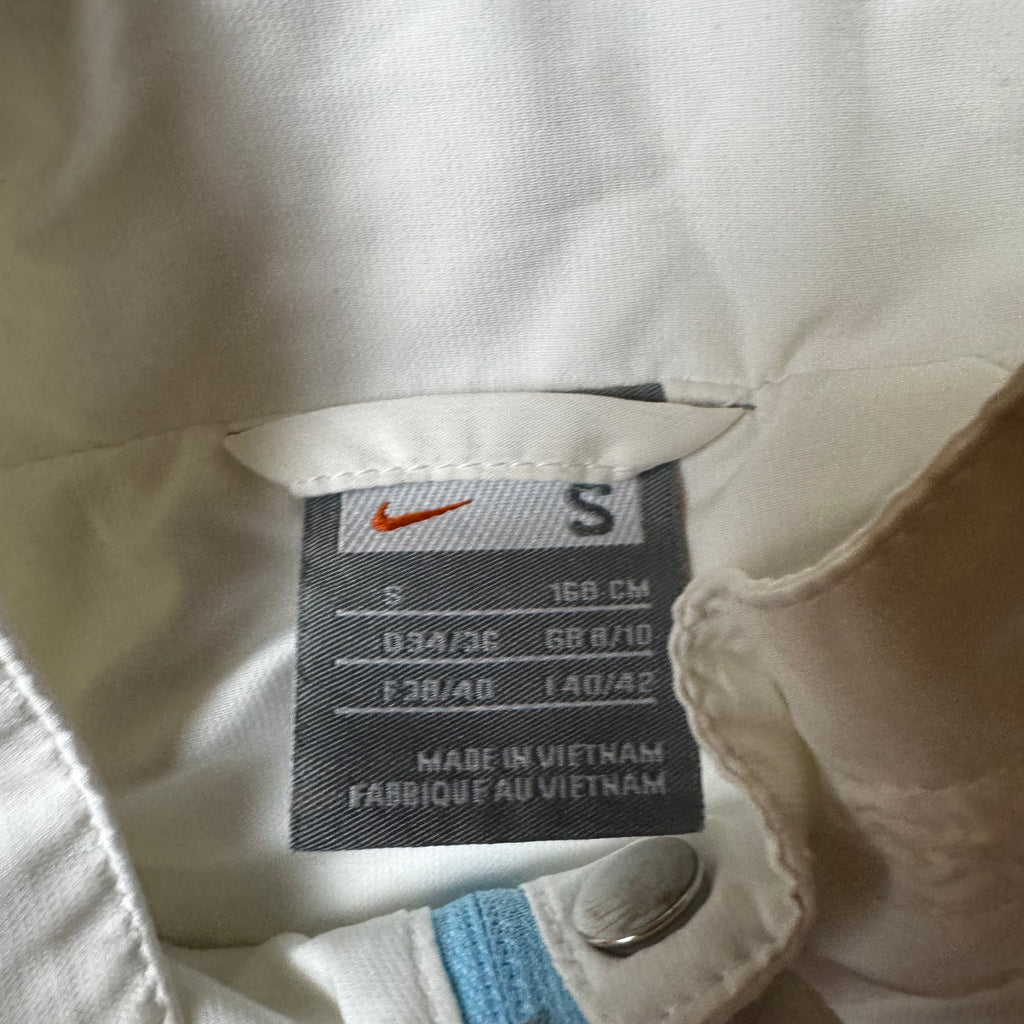 S
S 160 CM
D34/36 GB 8/10
F38/40 I 40/42
MADE IN VIETNAM
FABRIQUE AU VIETNAM